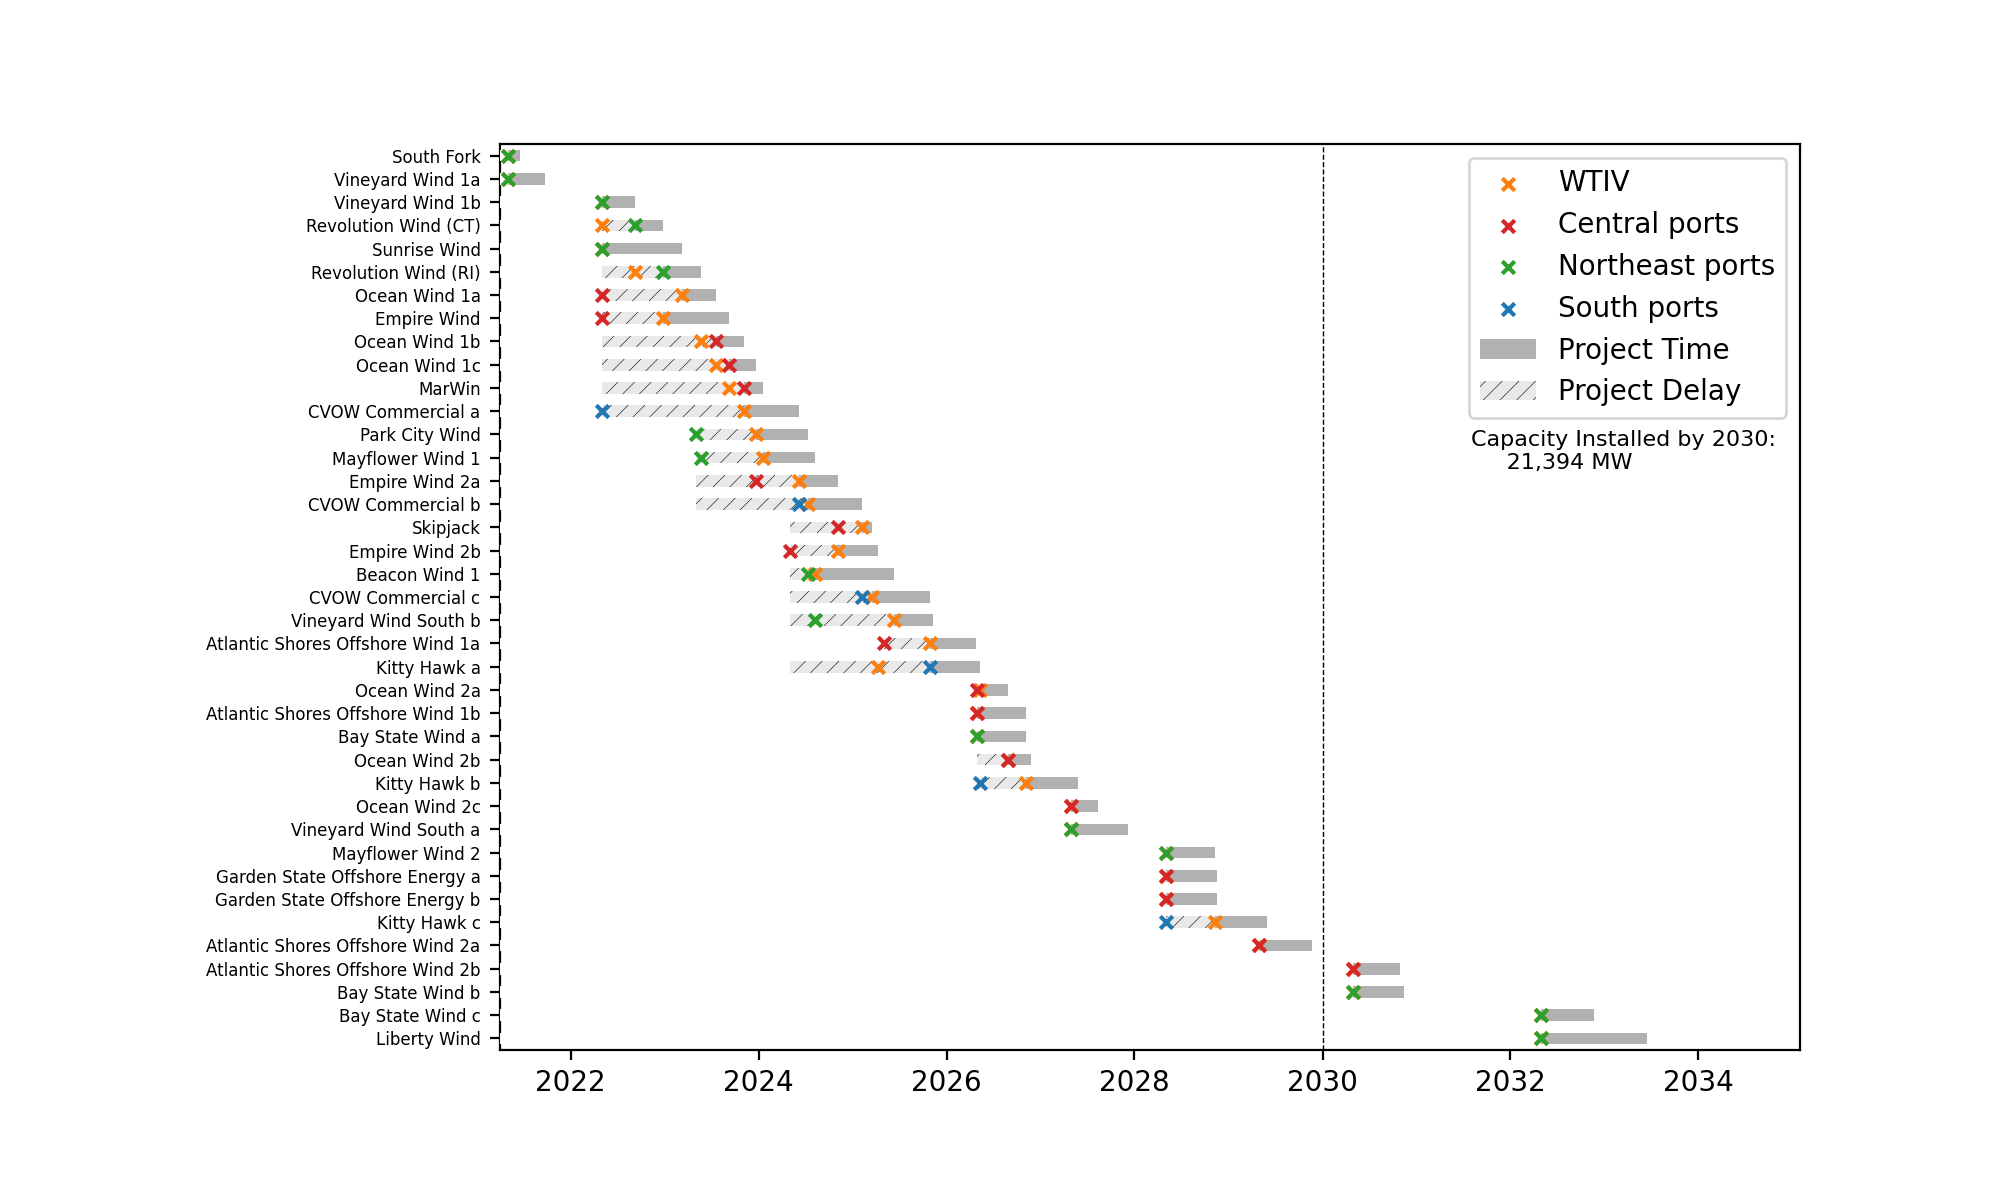 South Fork
Vineyard Wind 1a
Vineyard Wind 1b
Revolution Wind (CT)
Sunrise Wind
Revolution Wind (RI)
Ocean Wind 1a
Empire Wind
Ocean Wind 1b
Ocean Wind 1c
MarWin
CVOW Commercial a
Park City Wind
Mayflower Wind 1
Empire Wind 2a
CVOW Commercial b
Skipjack
Empire Wind 2b
Beacon Wind 1
CVOW Commercial c
Vineyard Wind South b
Atlantic Shores Offshore Wind 1a
Kitty Hawk a
Ocean Wind 2a
Atlantic Shores Offshore Wind 1b
Bay State Wind a
Ocean Wind 2b
Kitty Hawk b
Ocean Wind 2c
Vineyard Wind South a
Mayflower Wind 2
Garden State Offshore Energy a
Garden State Offshore Energy b
Kitty Hawk c
Atlantic Shores Offshore Wind 2a
Atlantic Shores Offshore Wind 2b
Bay State Wind b
Bay State Wind c
Liberty Wind
WTIV
Central ports
Northeast ports
South ports
Project Time
Project Delay
Capacity Installed by 2030:
21,394 MW
2022 2024 2026 2028 2030 2032 2034